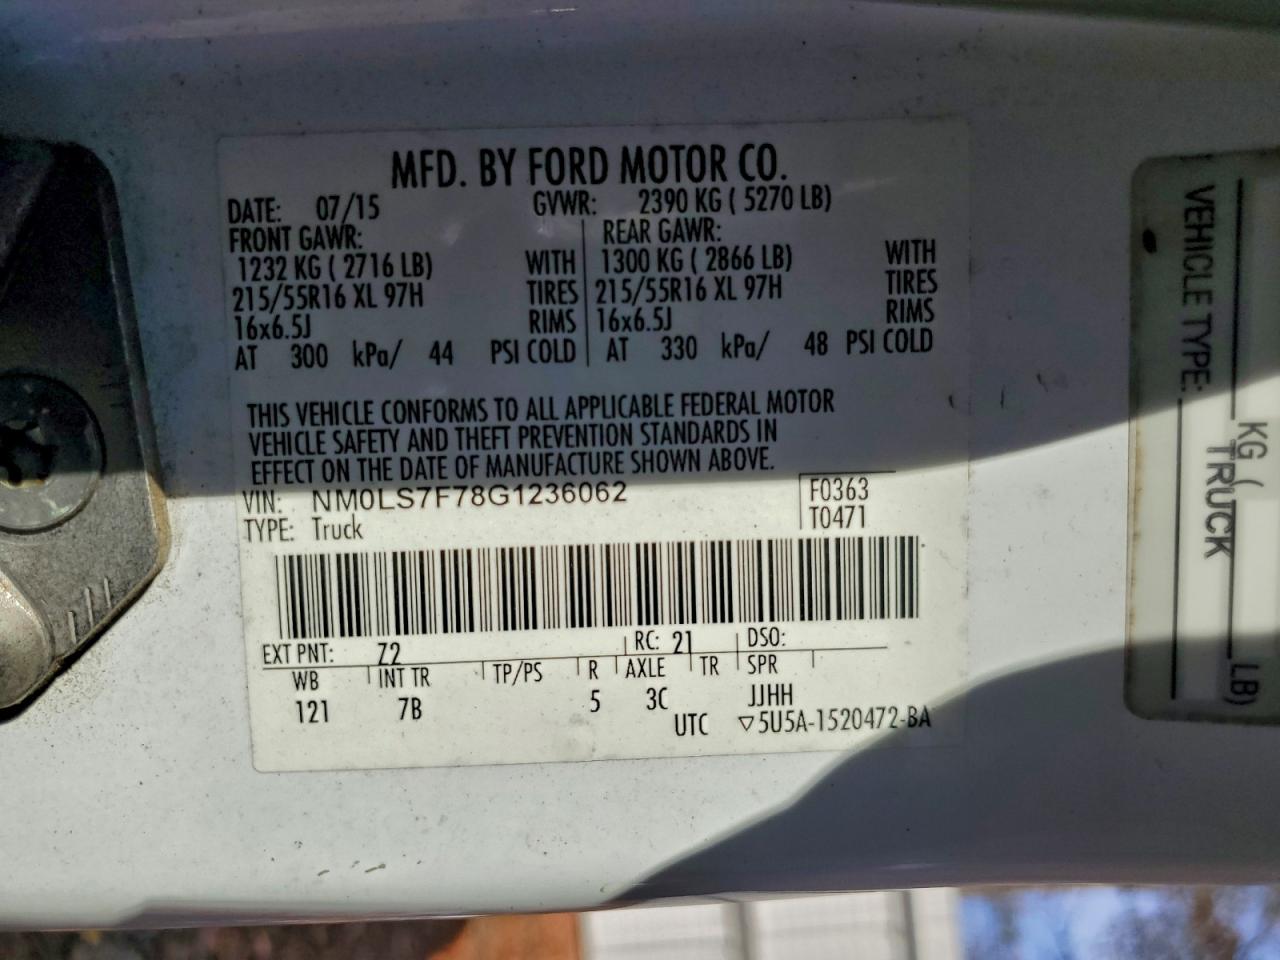 MFD. BY FORD MOTOR CO.
DATE: 07/15 GVWR: 2390 KG ( 5270 LB)
FRONT GAWR: REAR GAWR:
1232 KG ( 2716 LB) WITH 1300 KG ( 2866 LB) WITH
215/55R16 XL 97H TIRES 215/55R16 XL 97H TIRES
16x6.5J RIMS 16x6.5J RIMS
AT 300 kPa/ 44 PSI COLD AT 330 kPa/ 48 PSI COLD
THIS VEHICLE CONFORMS TO ALL APPLICABLE FEDERAL MOTOR
VEHICLE SAFETY AND THEFT PREVENTION STANDARDS IN
EFFECT ON THE DATE OF MANUFACTURE SHOWN ABOVE.
VIN: NM0LS7F78G1236062 F0363
TYPE: Truck T0471
EXT PNT: Z2 RC: 21 DSO:
WB INT TR TP/PS R AXLE TR SPR
121 7B 5 3C JJHH
UTC ▽5U5A-1520472-BA
VEHICLE TYPE:
TRUCK
KG ( LB)